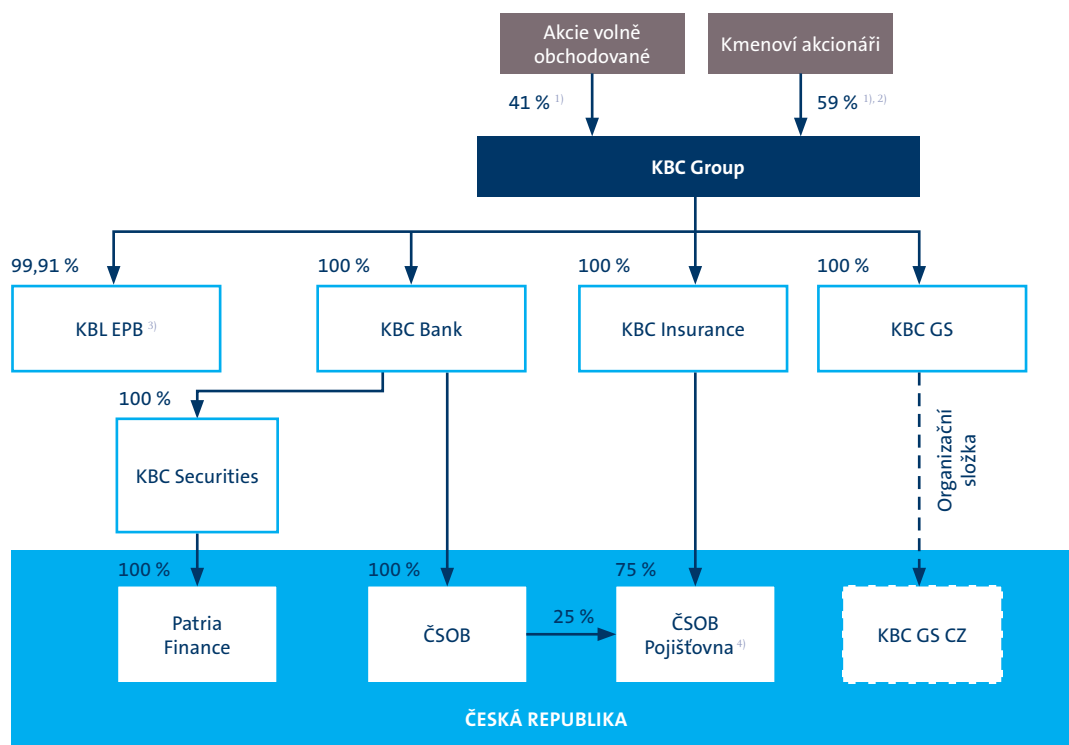 Akcie volně
obchodované
Kmenoví akcionáři
41 % 1)
59 % 1), 2)
KBC Group
99,91 %
100 %
100 %
100 %
KBL EPB 3)
KBC Bank
KBC Insurance
KBC GS
100 %
KBC Securities
Organizační
složka
100 %
100 %
75 %
Patria
Finance
ČSOB
25 %
ČSOB
Pojišťovna 4)
KBC GS CZ
ČESKÁ REPUBLIKA